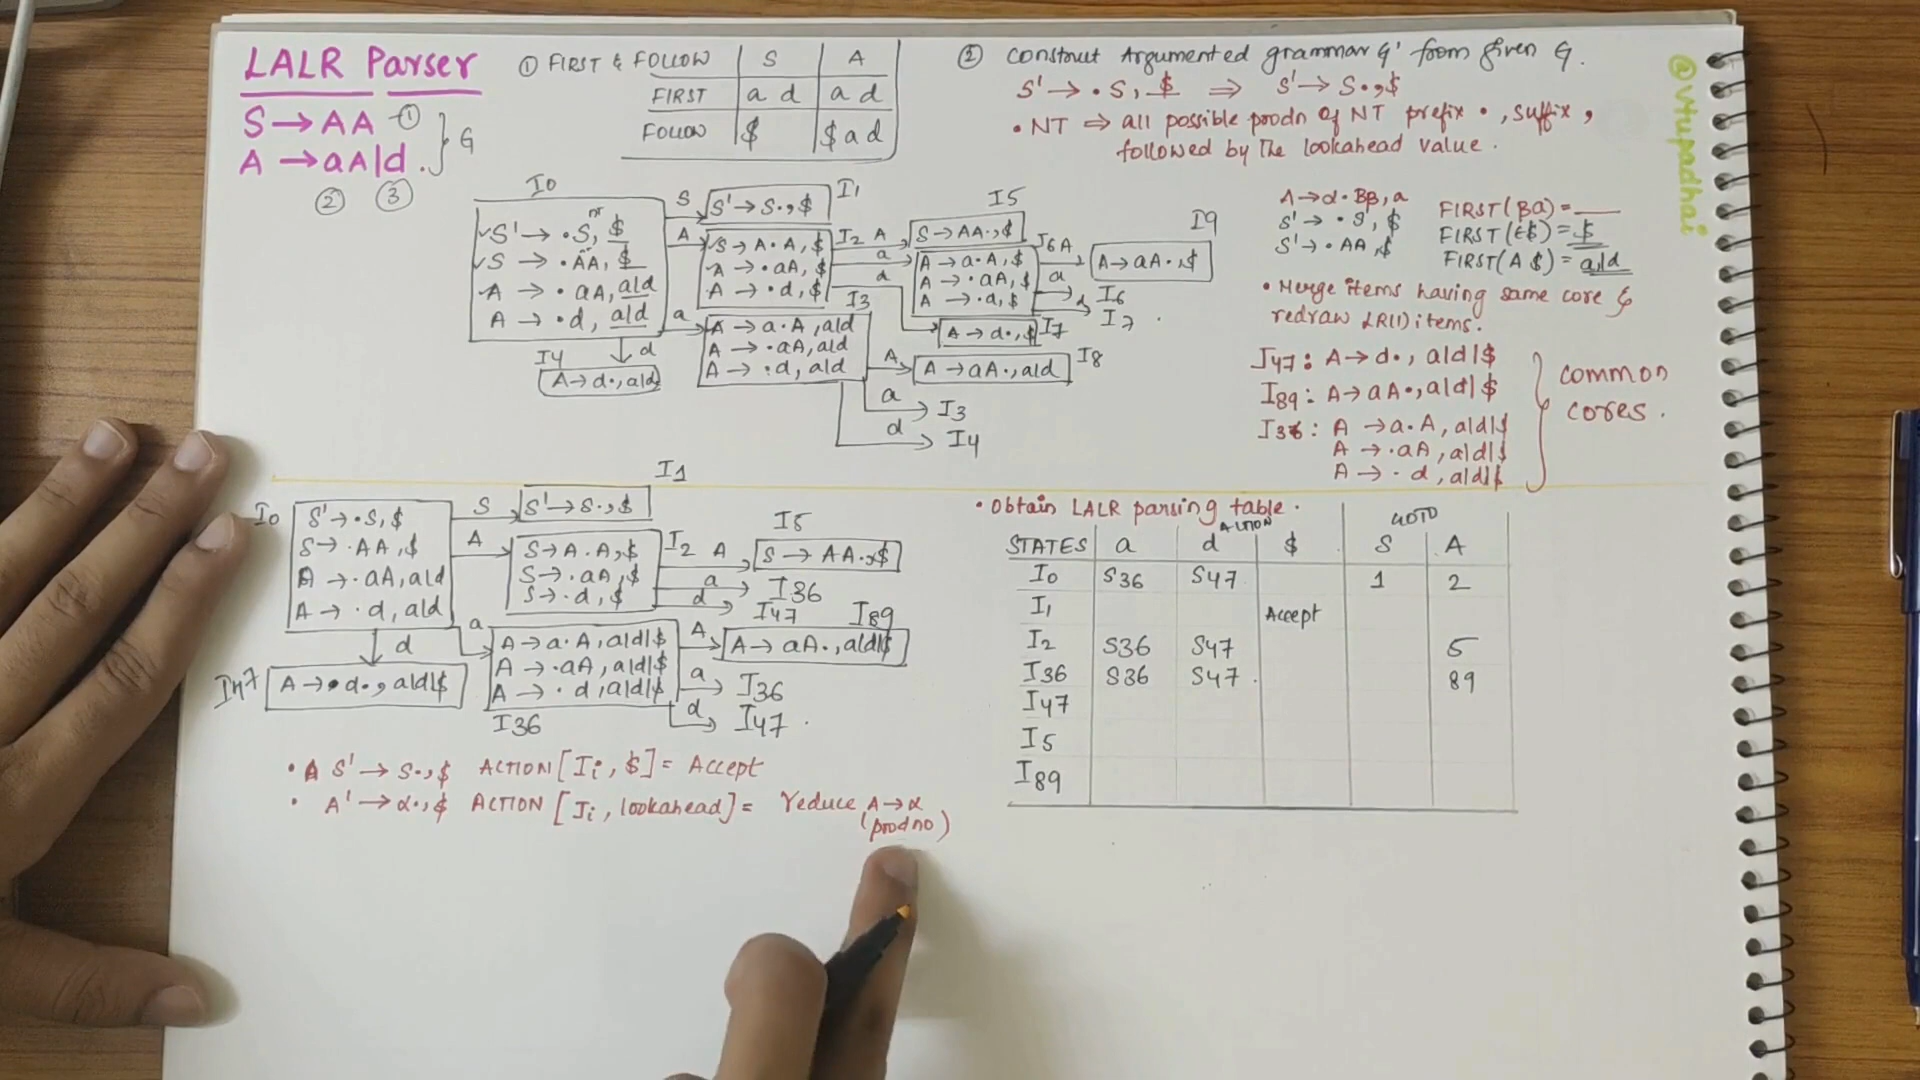 LALR Parser
S → AA - ①
A → aA|d .
} G
② ③
① FIRST & FOLLOW | S | A
FIRST | a d | a d
FOLLOW | $ | $ a d
② Construct Argumented grammar G' from given G.
S' → •S, $ ⇒ S' → S•,$
• NT ⇒ all possible prodn of NT prefix • , suffix ,
followed by the lookahead value .
@vtupadhai
I0
S' → •S, $
NT
S → •AA, $
A → •aA, a|d
A → •d, a|d
S
S' → S•,$
I1
A
S → A•A, $
A → •aA, $
A → •d, $
I2
a
A → a•A, a|d
A → •aA, a|d
A → •d, a|d
I3
I4
d
A → d•, a|d
A
S → AA•,$
I5
a
d
A → a•A, $
A → •aA, $
A → •d, $
I6
A
A → aA•,$
I9
a
I6
d
I7 .
A → d•, $
I7
A
A → aA•, a|d
I8
a
I3
d
I4
A → α•Bβ, a
S' → •S, $
S' → •AA, $
FIRST(βa) =
FIRST(ε$) = $
FIRST(A $) = a|d
• Merge items having same core &
redraw LR(1) items.
I47 : A → d•, a|d|$
I89 : A → aA•, a|d|$
I36 : A → a•A, a|d|$
A → •aA, a|d|$
A → •d, a|d|$
common
cores .
I0
S' → •S, $
S → •AA, $
A → •aA, a|d
A → •d, a|d
S
S' → S•, $
I1
A
S → A•A, $
S → •aA, $
S → •d, $
I2
A
S → AA•, $
I5
a
I36
d
I47
a
A → a•A, a|d|$
A → •aA, a|d|$
A → •d, a|d|$
I36
A
A → aA•, a|d|$
I89
a
I36
d
I47 .
d
I47
A → •d•, a|d|$
• A S' → S•,$ ACTION [Ii, $] = Accept
• A' → α•,$ ACTION [Ii, lookahead] = reduce A → α
(prod no)
• Obtain LALR parsing table .
ACTION GOTO
STATES | a | d | $ | S | A
I0 | S36 | S47 | | 1 | 2
I1 | | | Accept
I2 | S36 | S47 | | | 5
I36 | S36 | S47 . | | | 89
I47
I5
I89